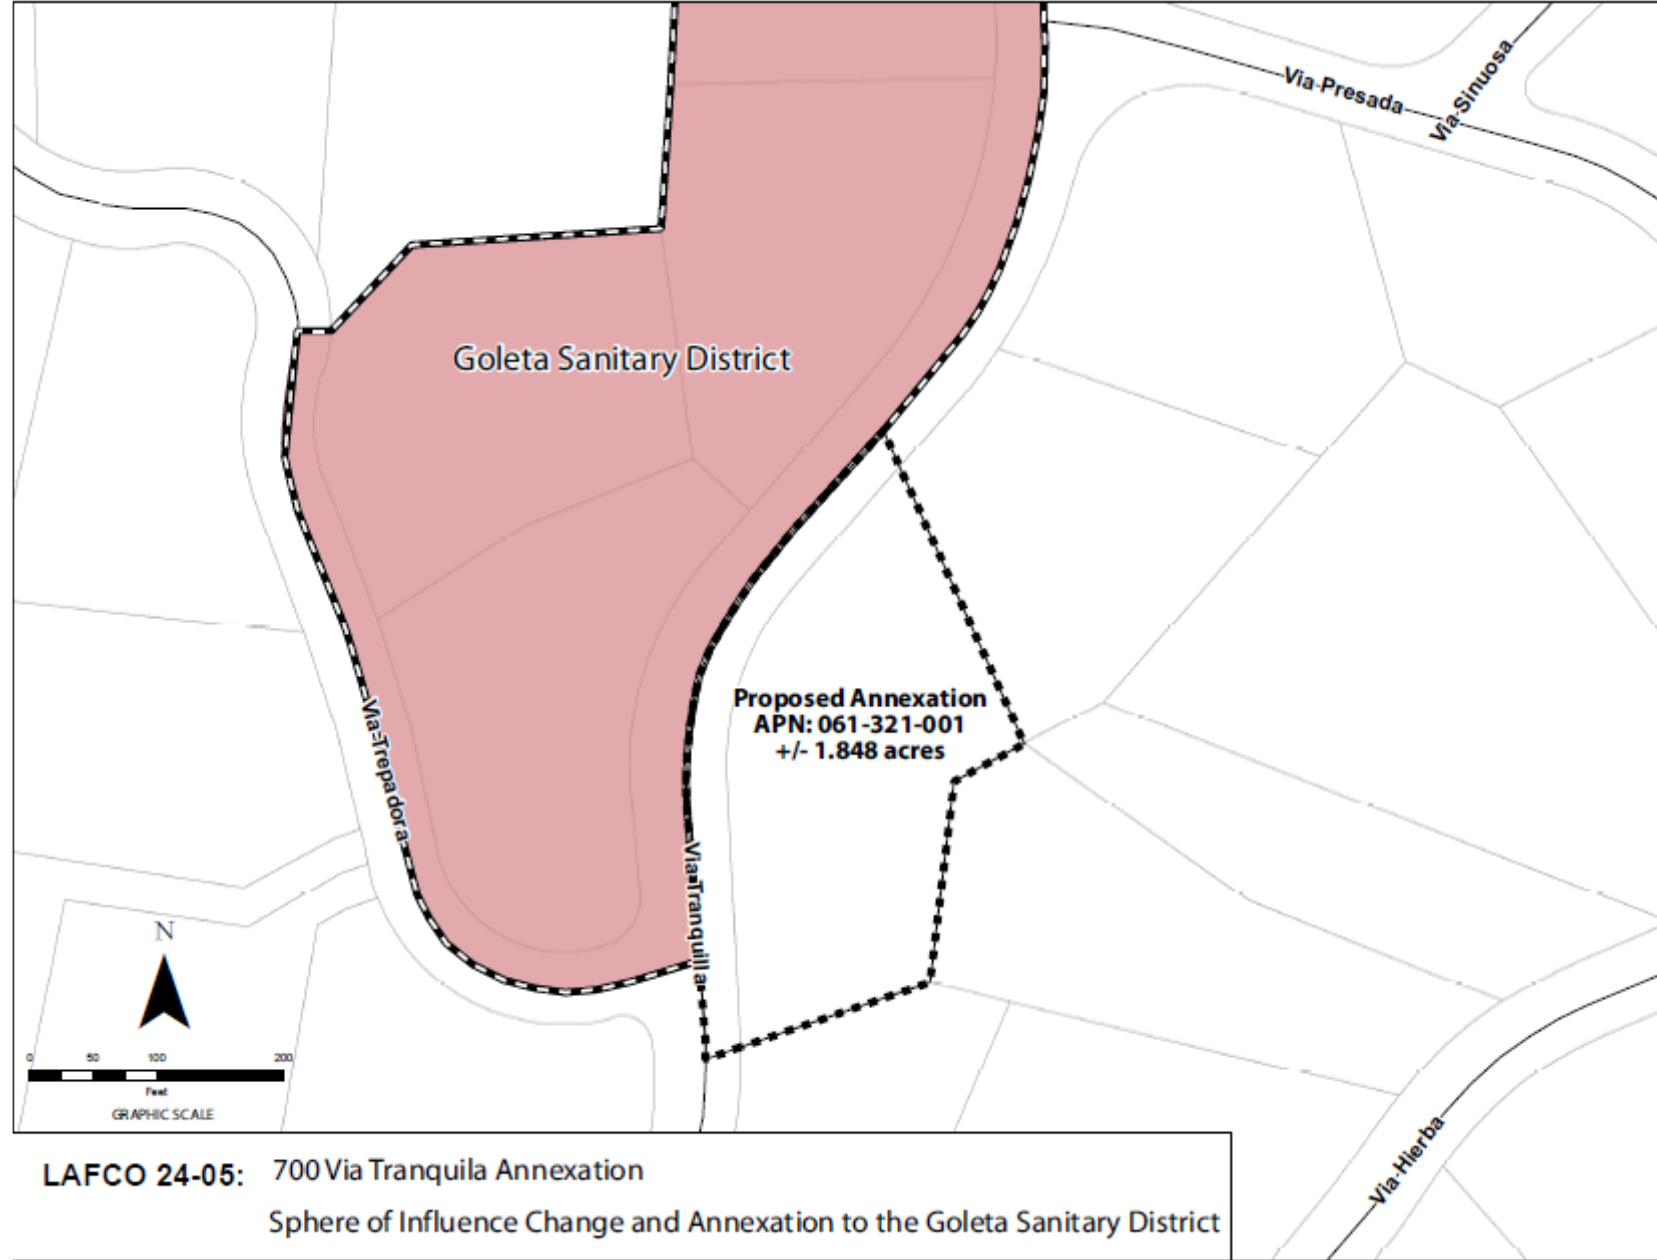 Via Presada
Via Sinuosa
Goleta Sanitary District
Proposed Annexation
APN: 061-321-001
+/- 1.848 acres
Via Trepadora
Via Tranquilla
N
0 50 100 200
Feet
GRAPHIC SCALE
Via Hierba
LAFCO 24-05: 700 Via Tranquila Annexation
Sphere of Influence Change and Annexation to the Goleta Sanitary District